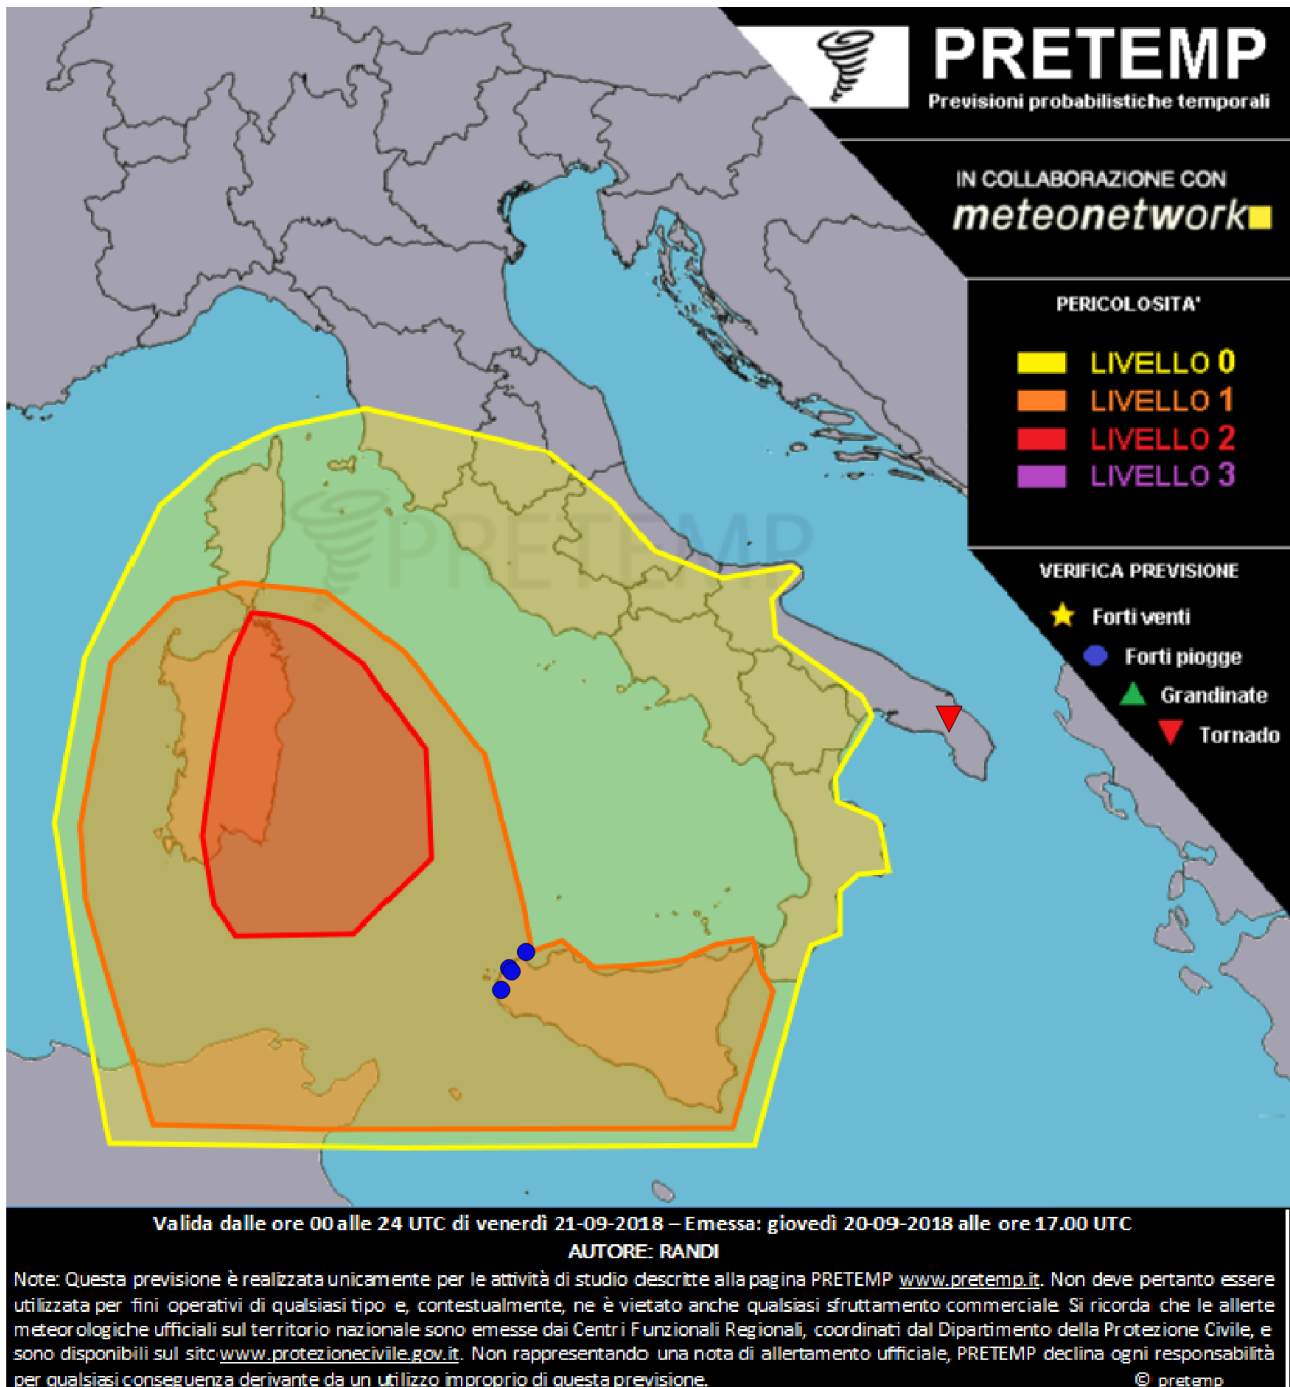 PRETEMP
Previsioni probabilistiche temporali
IN COLLABORAZIONE CON
meteonetwork
PERICOLOSITA'
LIVELLO 0
LIVELLO 1
LIVELLO 2
LIVELLO 3
PRETEMP
VERIFICA PREVISIONE
Forti venti
Forti piogge
Grandinate
Tornado
Valida dalle ore 00 alle 24 UTC di venerdì 21-09-2018 – Emessa: giovedì 20-09-2018 alle ore 17.00 UTC
AUTORE: RANDI
Note: Questa previsione è realizzata unicamente per le attività di studio descritte alla pagina PRETEMP www.pretemp.it. Non deve pertanto essere
utilizzata per fini operativi di qualsiasi tipo e, contestualmente, ne è vietato anche qualsiasi sfruttamento commerciale. Si ricorda che le allerte
meteorologiche ufficiali sul territorio nazionale sono emesse dai Centri Funzionali Regionali, coordinati dal Dipartimento della Protezione Civile, e
sono disponibili sul sito www.protezionecivile.gov.it. Non rappresentando una nota di allertamento ufficiale, PRETEMP declina ogni responsabilità
per qualsiasi conseguenza derivante da un utilizzo improprio di questa previsione.
© pretemp